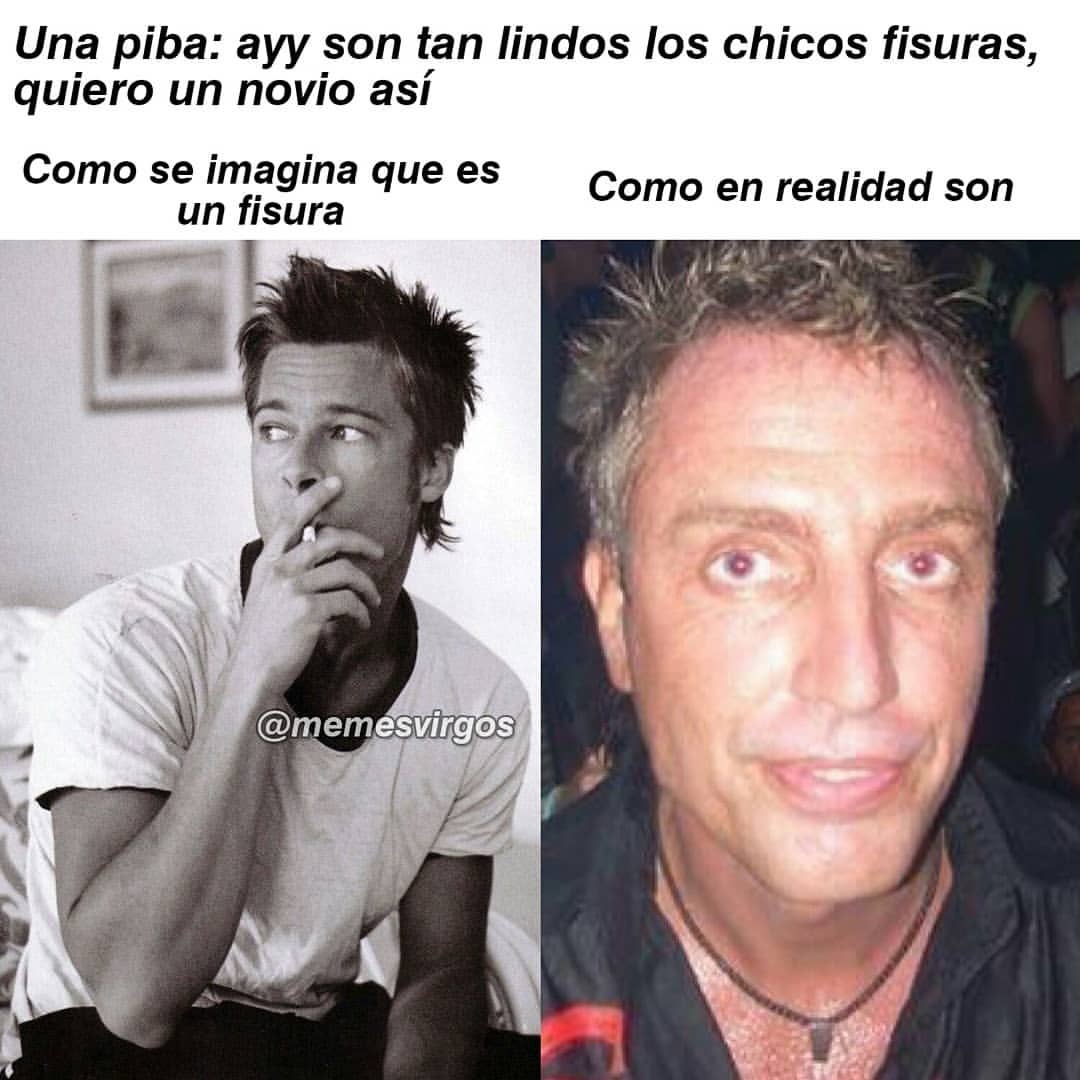 Una piba: ayy son tan lindos los chicos fisuras,
quiero un novio así
Como se imagina que es
un fisura
Como en realidad son
@memesvirgos